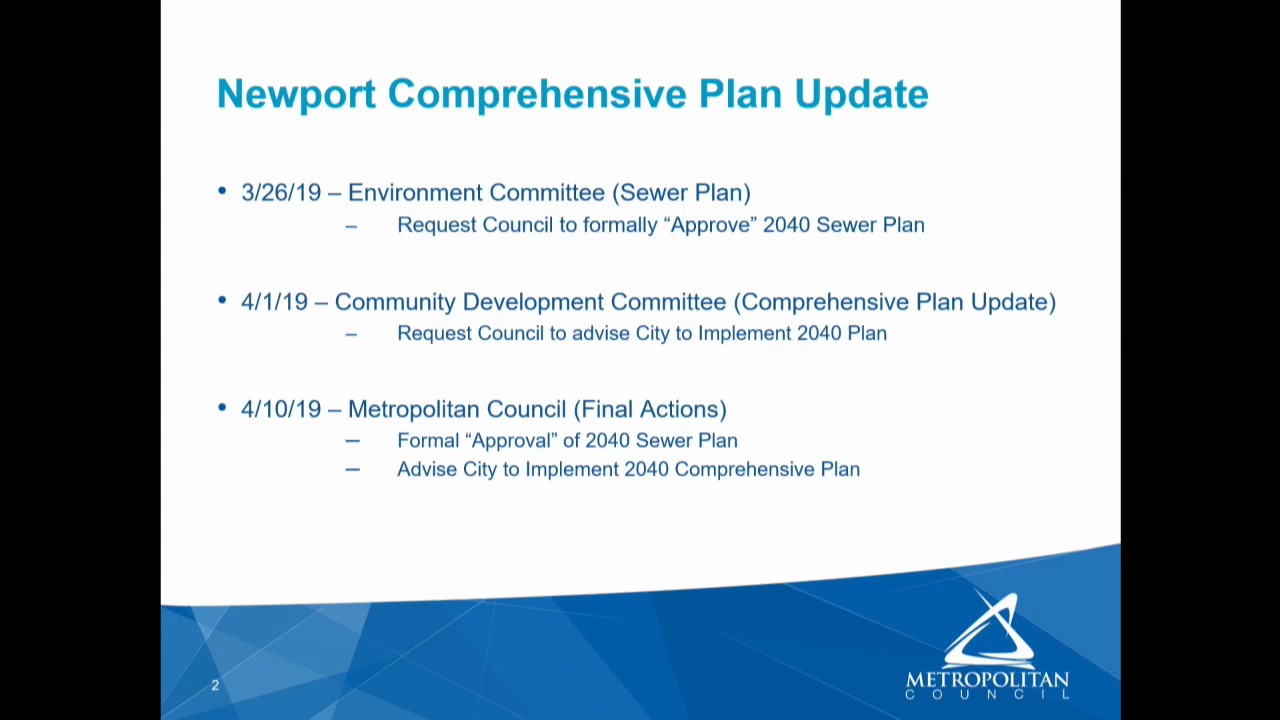 Newport Comprehensive Plan Update
• 3/26/19 – Environment Committee (Sewer Plan)
– Request Council to formally “Approve” 2040 Sewer Plan
• 4/1/19 – Community Development Committee (Comprehensive Plan Update)
– Request Council to advise City to Implement 2040 Plan
• 4/10/19 – Metropolitan Council (Final Actions)
– Formal “Approval” of 2040 Sewer Plan
– Advise City to Implement 2040 Comprehensive Plan
2
METROPOLITAN
COUNCIL